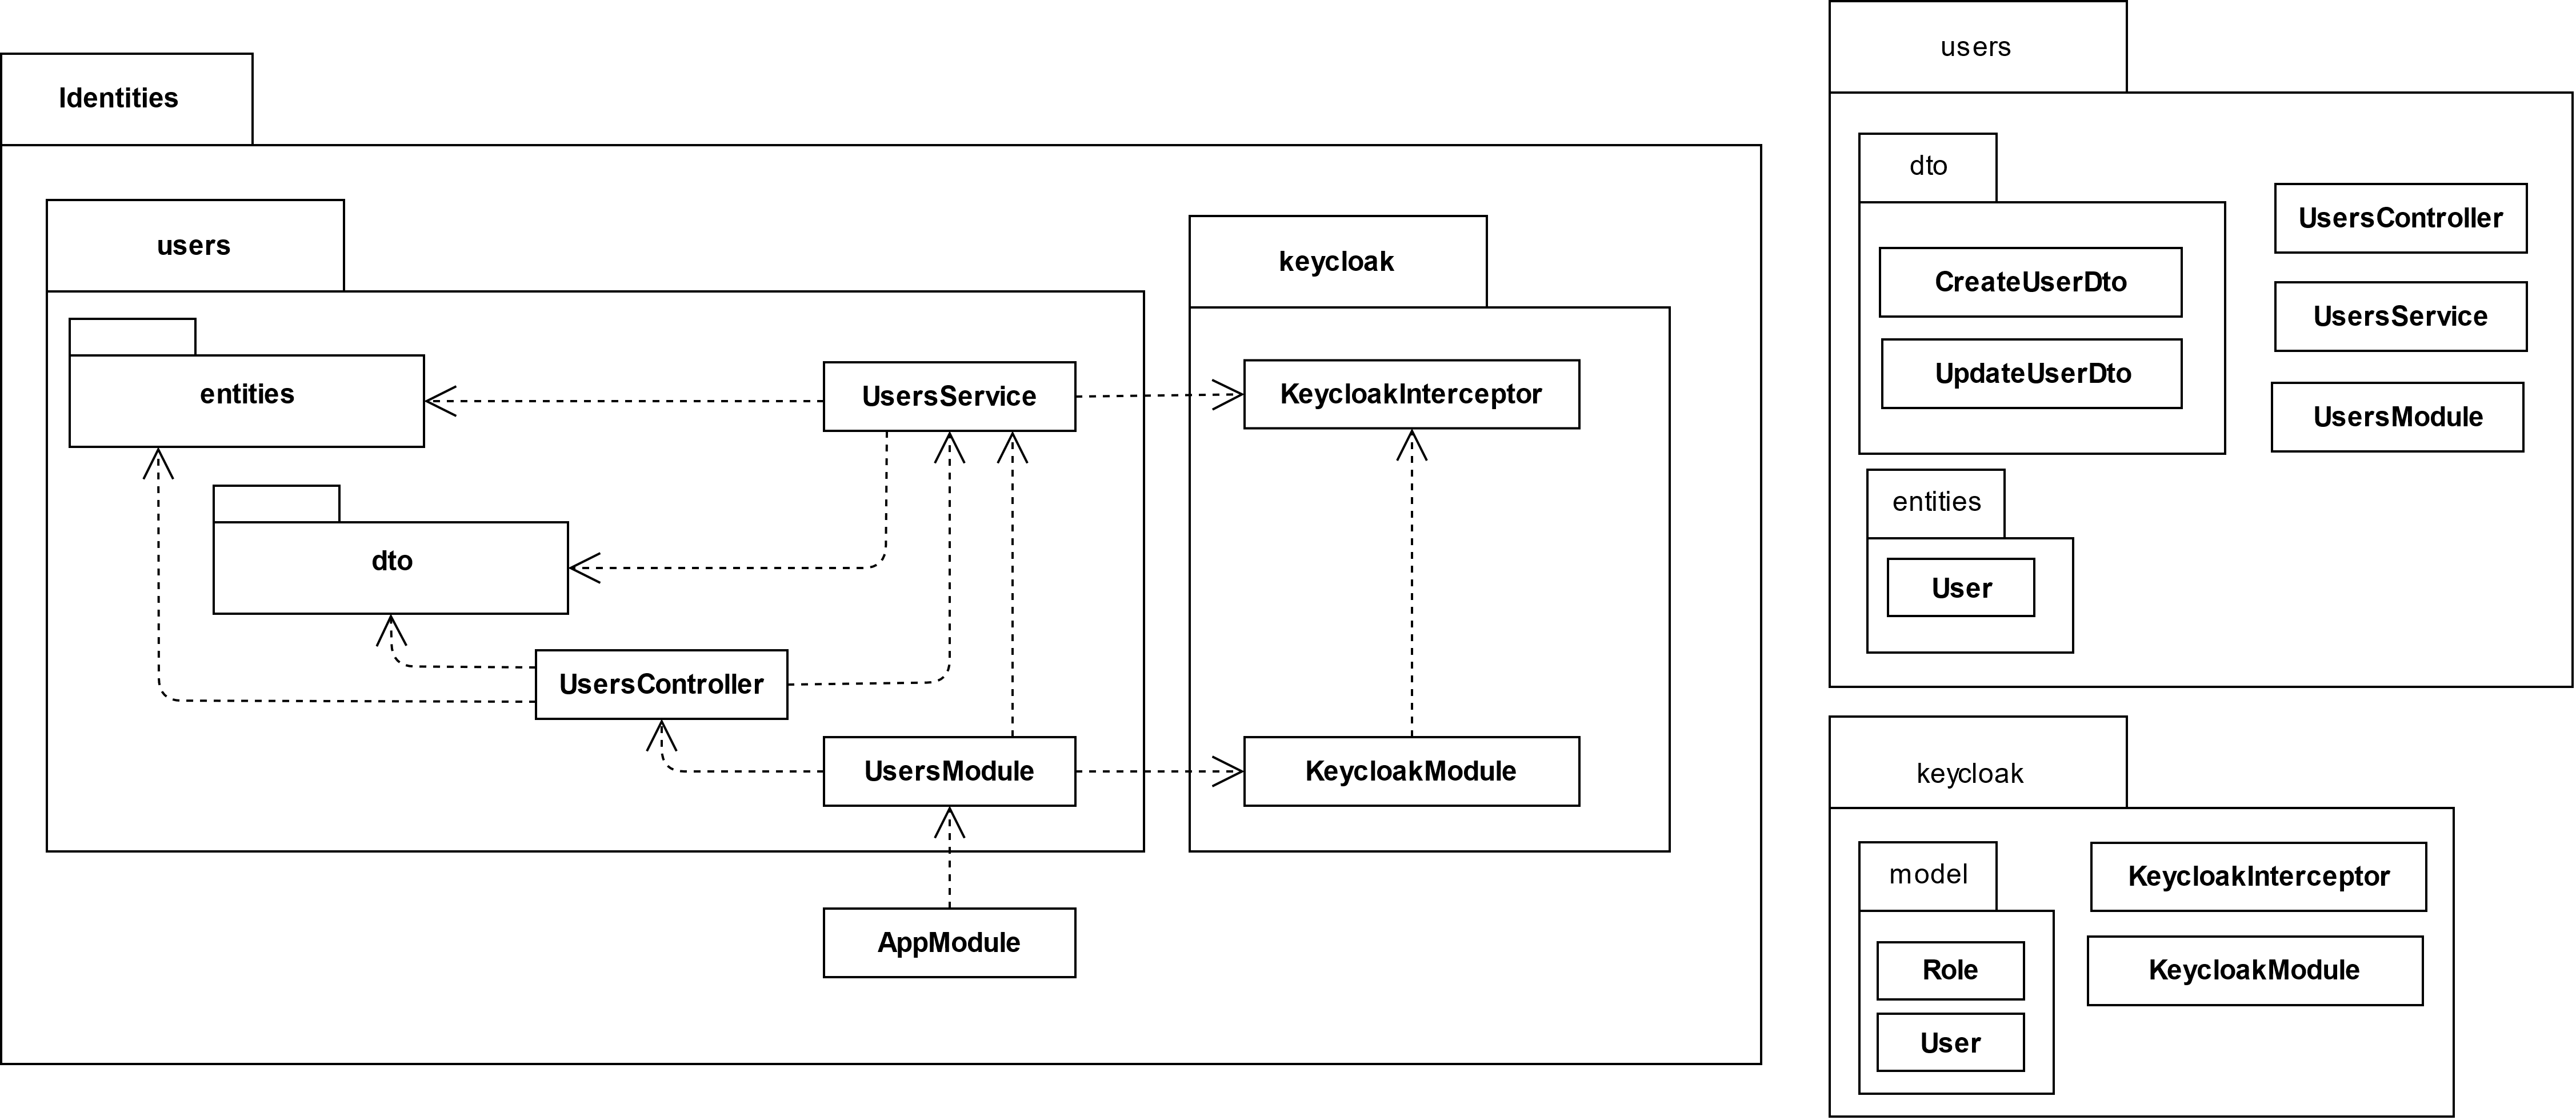 Identities
users
keycloak
entities
UsersService
KeycloakInterceptor
dto
UsersController
UsersModule
KeycloakModule
AppModule
users
dto
UsersController
CreateUserDto
UsersService
UpdateUserDto
UsersModule
entities
User
keycloak
model
KeycloakInterceptor
Role
KeycloakModule
User